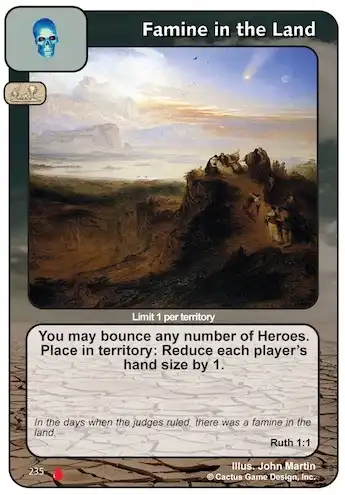 Famine in the Land
Limit 1 per territory
You may bounce any number of Heroes.
Place in territory: Reduce each player's
hand size by 1.
In the days when the judges ruled, there was a famine in the
land.
Ruth 1:1
Illus. John Martin
235
© Cactus Game Design, Inc.